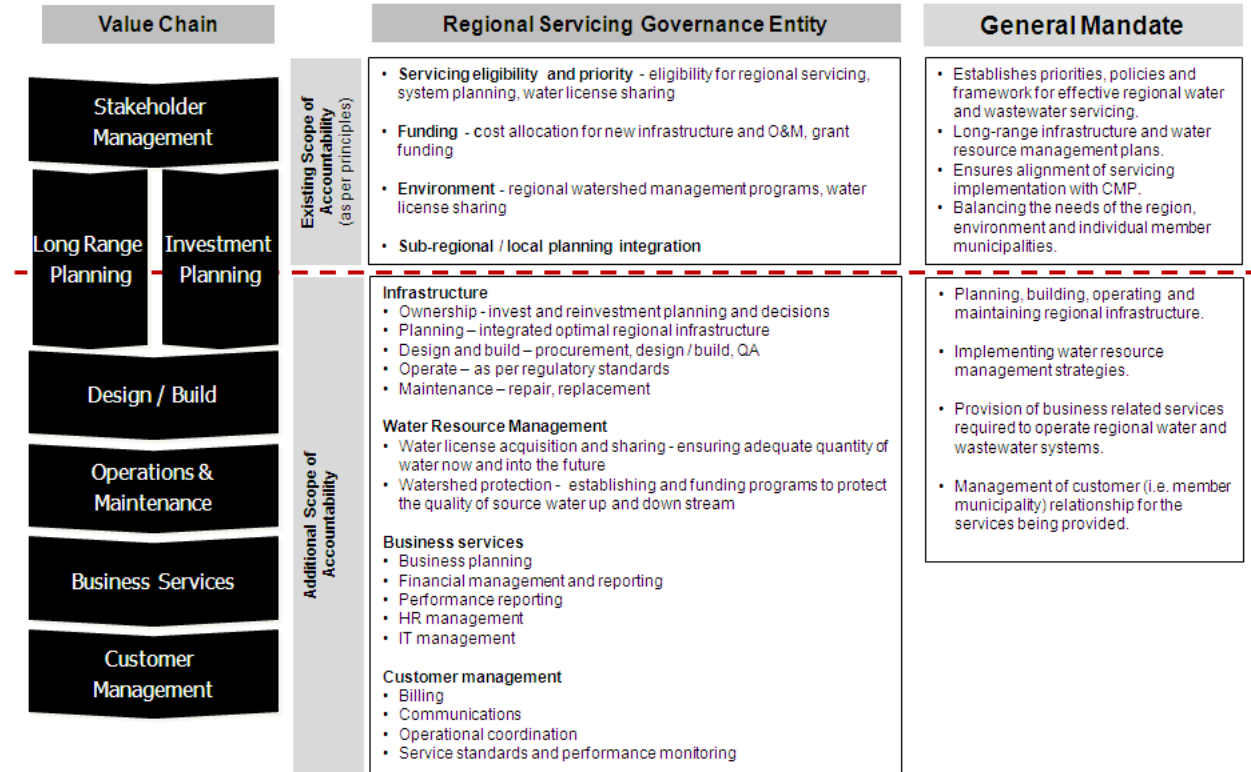 Value Chain
Regional Servicing Governance Entity
General Mandate
Stakeholder
Management
Long Range
Planning
Investment
Planning
Design / Build
Operations &
Maintenance
Business Services
Customer
Management
Existing Scope of
Accountability
(as per principles)
• Servicing eligibility and priority - eligibility for regional servicing,
system planning, water license sharing
• Funding - cost allocation for new infrastructure and O&M, grant
funding
• Environment - regional watershed management programs, water
license sharing
• Sub-regional / local planning integration
• Establishes priorities, policies and
framework for effective regional water
and wastewater servicing.
• Long-range infrastructure and water
resource management plans.
• Ensures alignment of servicing
implementation with CMP.
• Balancing the needs of the region,
environment and individual member
municipalities.
Additional Scope of
Accountability
Infrastructure
• Ownership - invest and reinvestment planning and decisions
• Planning – integrated optimal regional infrastructure
• Design and build – procurement, design / build, QA
• Operate – as per regulatory standards
• Maintenance – repair, replacement
Water Resource Management
• Water license acquisition and sharing - ensuring adequate quantity of
water now and into the future
• Watershed protection - establishing and funding programs to protect
the quality of source water up and down stream
Business services
• Business planning
• Financial management and reporting
• Performance reporting
• HR management
• IT management
Customer management
• Billing
• Communications
• Operational coordination
• Service standards and performance monitoring
• Planning, building, operating and
maintaining regional infrastructure.
• Implementing water resource
management strategies.
• Provision of business related services
required to operate regional water and
wastewater systems.
• Management of customer (i.e. member
municipality) relationship for the
services being provided.